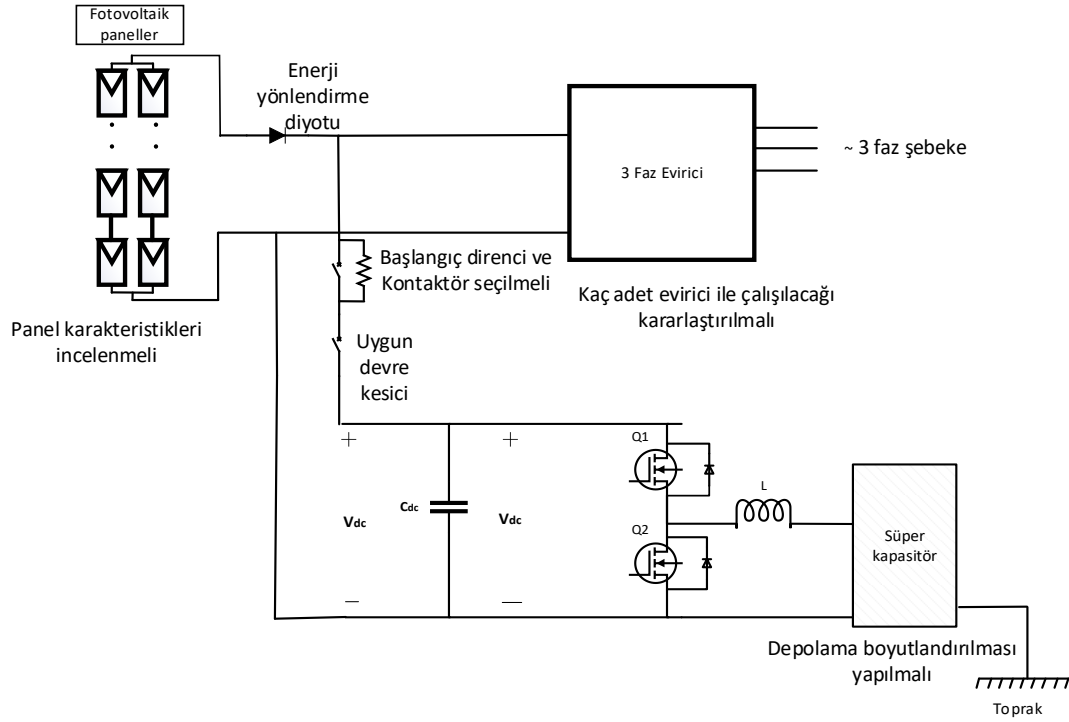 Fotovoltaik
paneller
Enerji
yönlendirme
diyotu
3 Faz Evirici
~ 3 faz şebeke
Başlangıç direnci ve
Kontaktör seçilmeli
Kaç adet evirici ile çalışılacağı
kararlaştırılmalı
Panel karakteristikleri
incelenmeli
Uygun
devre
kesici
+
+
Q1
L
Vdc
Cdc
Vdc
Q2
Süper
kapasitör
−
−
Depolama boyutlandırılması
yapılmalı
Toprak